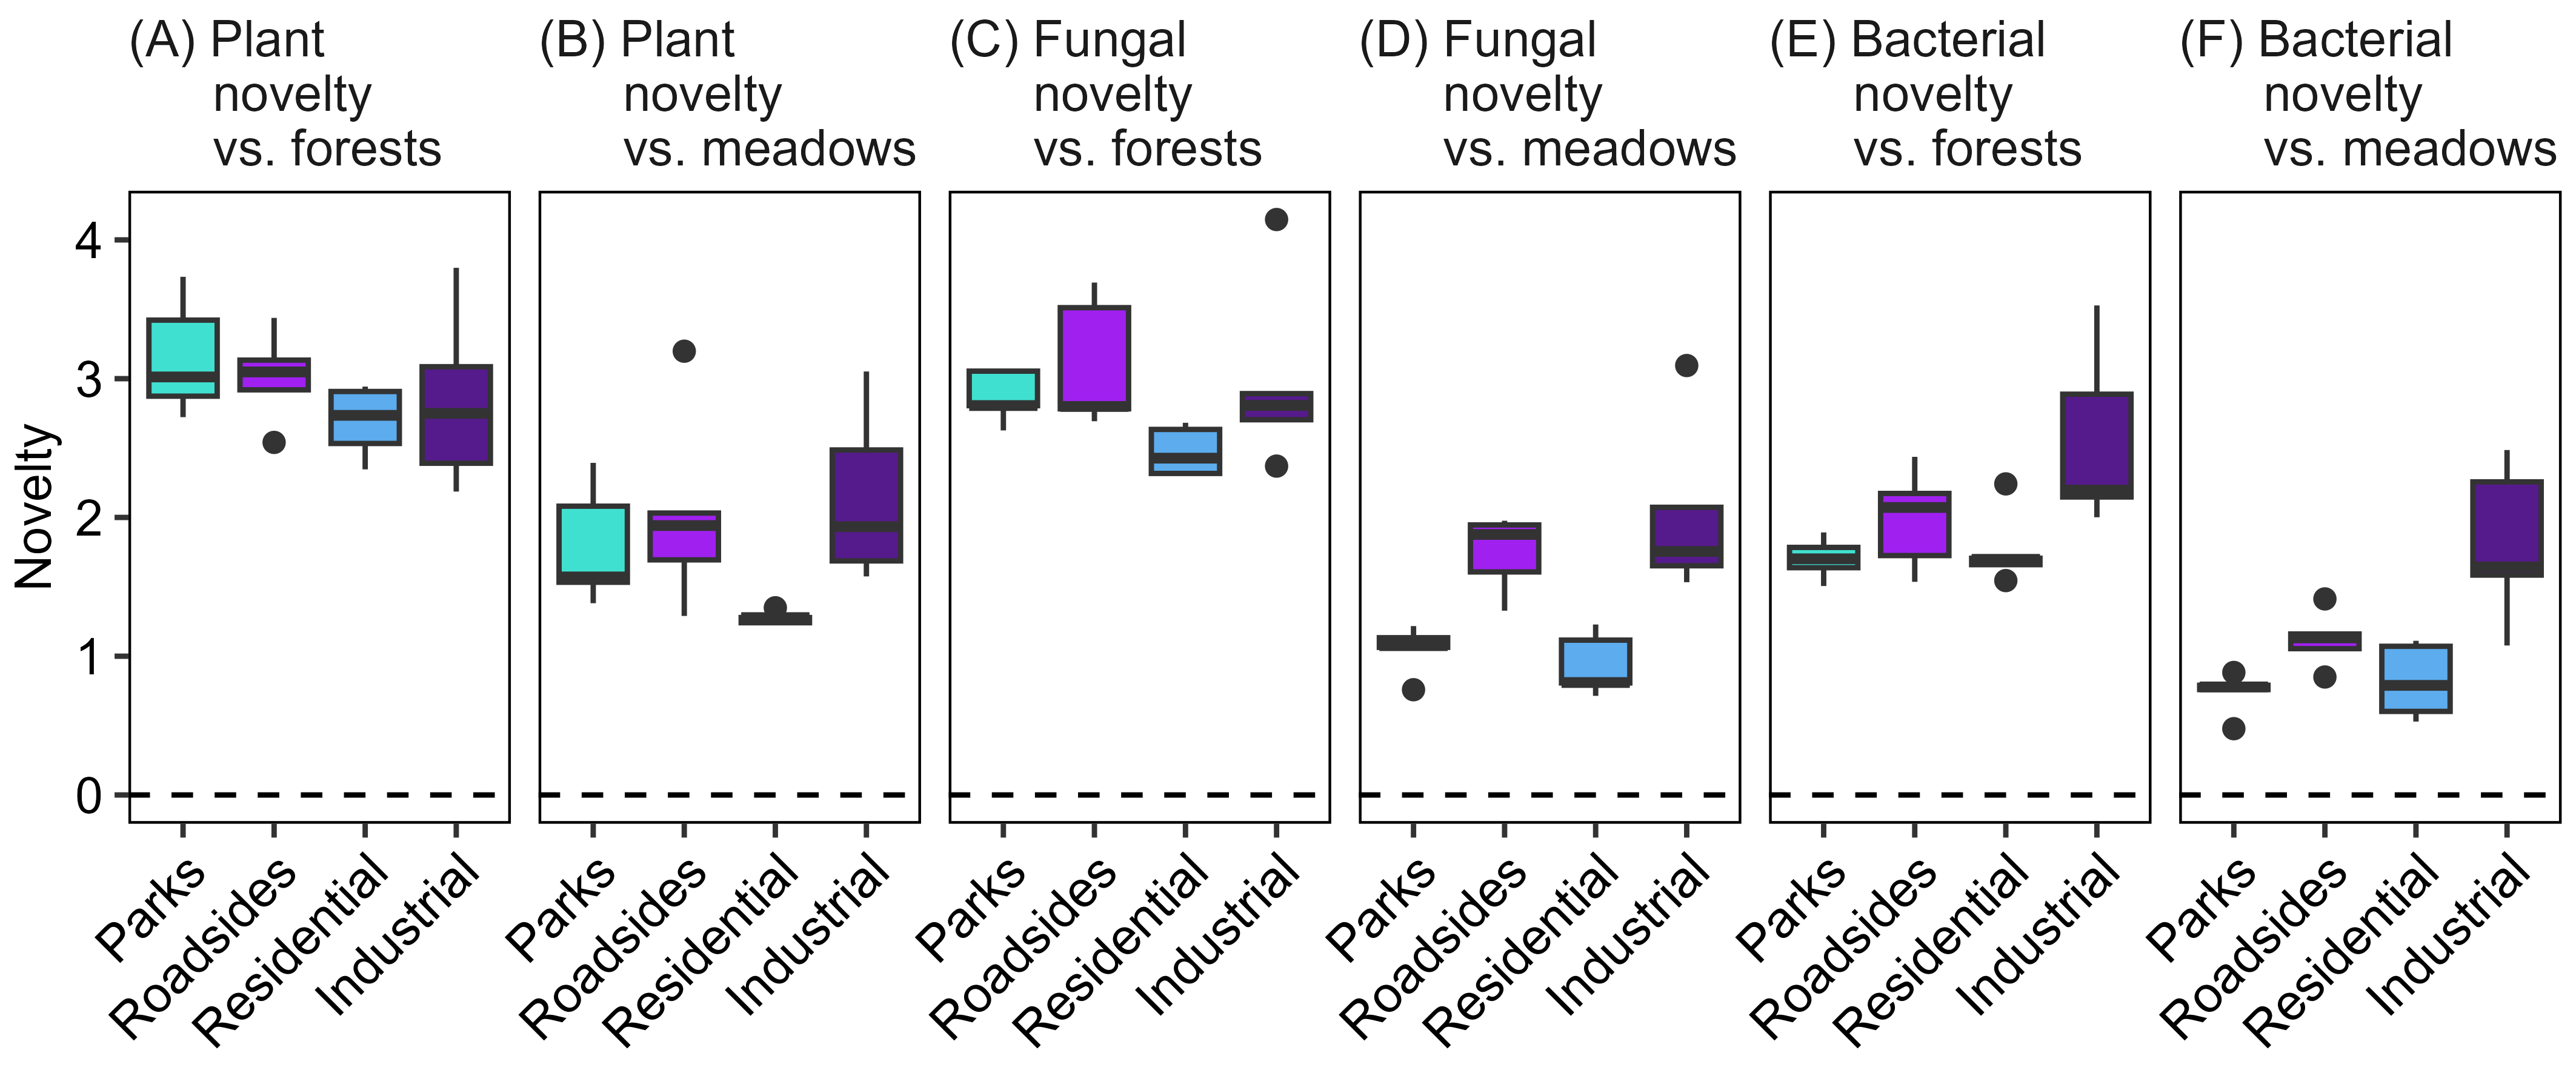 (A) Plant
novelty
vs. forests
(B) Plant
novelty
vs. meadows
(C) Fungal
novelty
vs. forests
(D) Fungal
novelty
vs. meadows
(E) Bacterial
novelty
vs. forests
(F) Bacterial
novelty
vs. meadows
Novelty
4
3
2
1
0
Parks
Roadsides
Residential
Industrial
Parks
Roadsides
Residential
Industrial
Parks
Roadsides
Residential
Industrial
Parks
Roadsides
Residential
Industrial
Parks
Roadsides
Residential
Industrial
Parks
Roadsides
Residential
Industrial